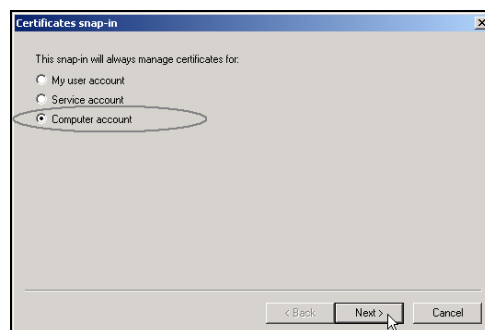 Certificates snap-in
This snap-in will always manage certificates for:
My user account
Service account
Computer account
< Back
Next >
Cancel